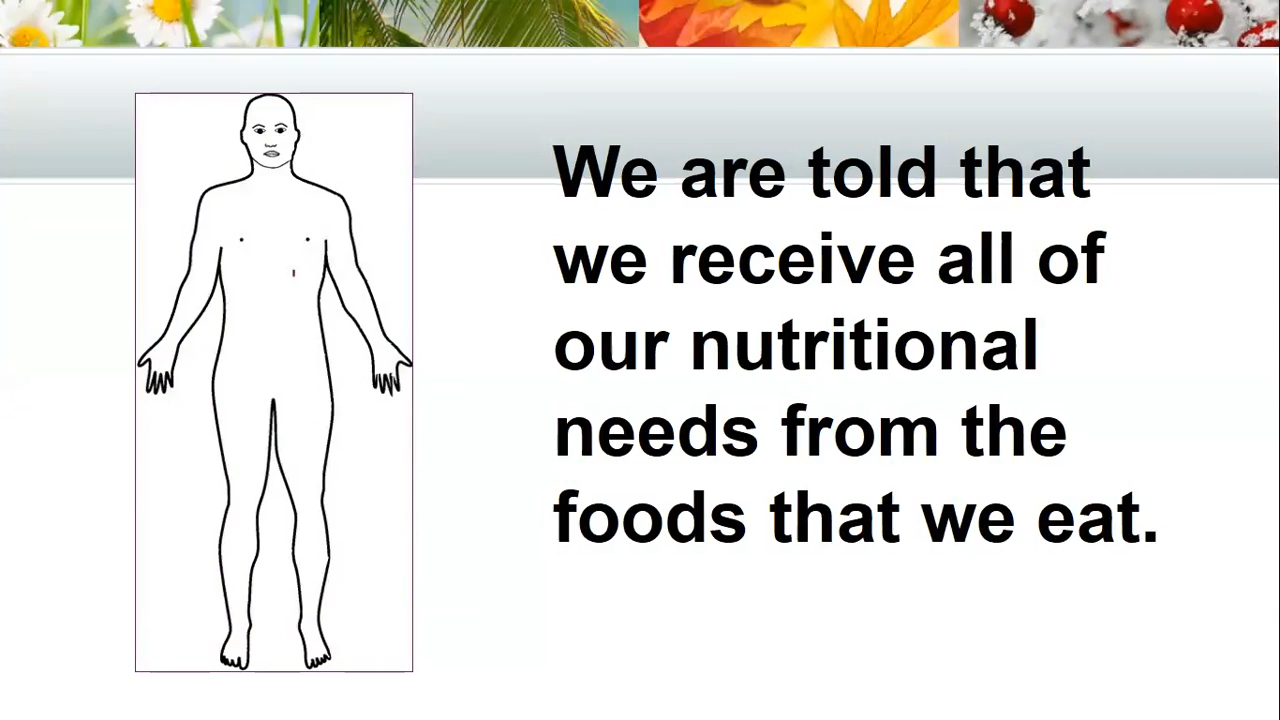 We are told that
we receive all of
our nutritional
needs from the
foods that we eat.